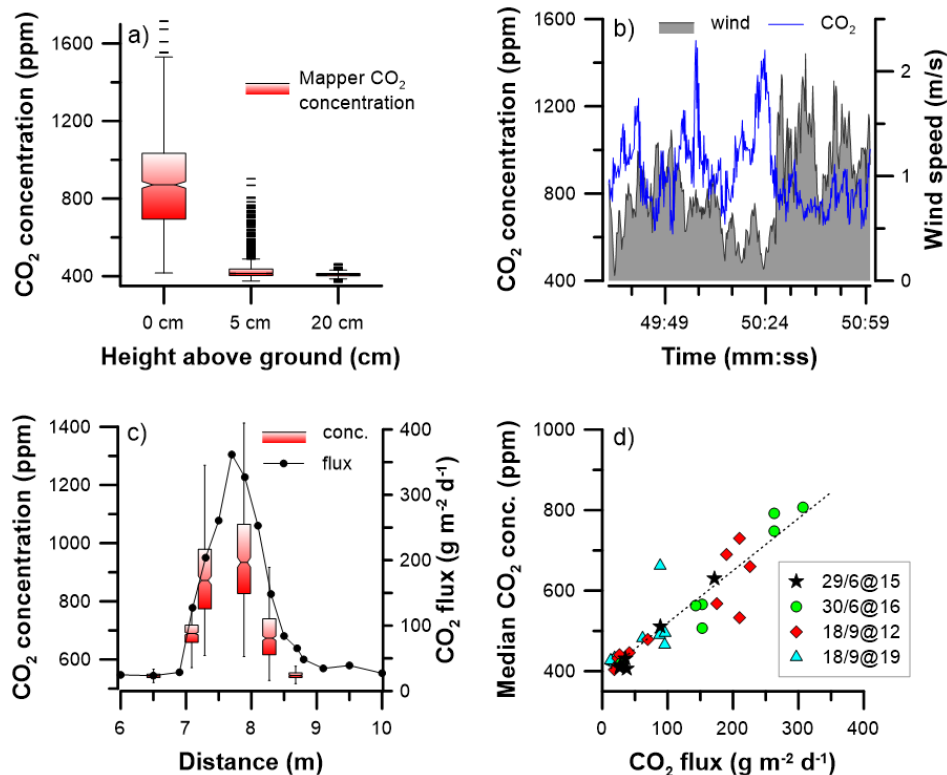 a)
CO₂ concentration (ppm)
1600
1200
800
400
Mapper CO₂
concentration
0 cm
5 cm
20 cm
Height above ground (cm)
b)
wind
CO₂
CO₂ concentration (ppm)
1600
1200
800
400
2
1
0
Wind speed (m/s)
49:49
50:24
50:59
Time (mm:ss)
c)
CO₂ concentration (ppm)
1400
1200
1000
800
600
conc.
flux
400
300
200
100
0
CO₂ flux (g m⁻² d⁻¹)
6
7
8
9
10
Distance (m)
d)
Median CO₂ conc. (ppm)
1000
800
600
400
29/6@15
30/6@16
18/9@12
18/9@19
0
100
200
300
400
CO₂ flux (g m⁻² d⁻¹)